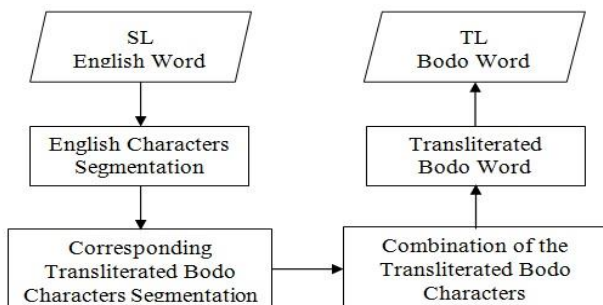 SL
English Word
English Characters
Segmentation
Corresponding
Transliterated Bodo
Characters Segmentation
Combination of the
Transliterated Bodo
Characters
Transliterated
Bodo Word
TL
Bodo Word